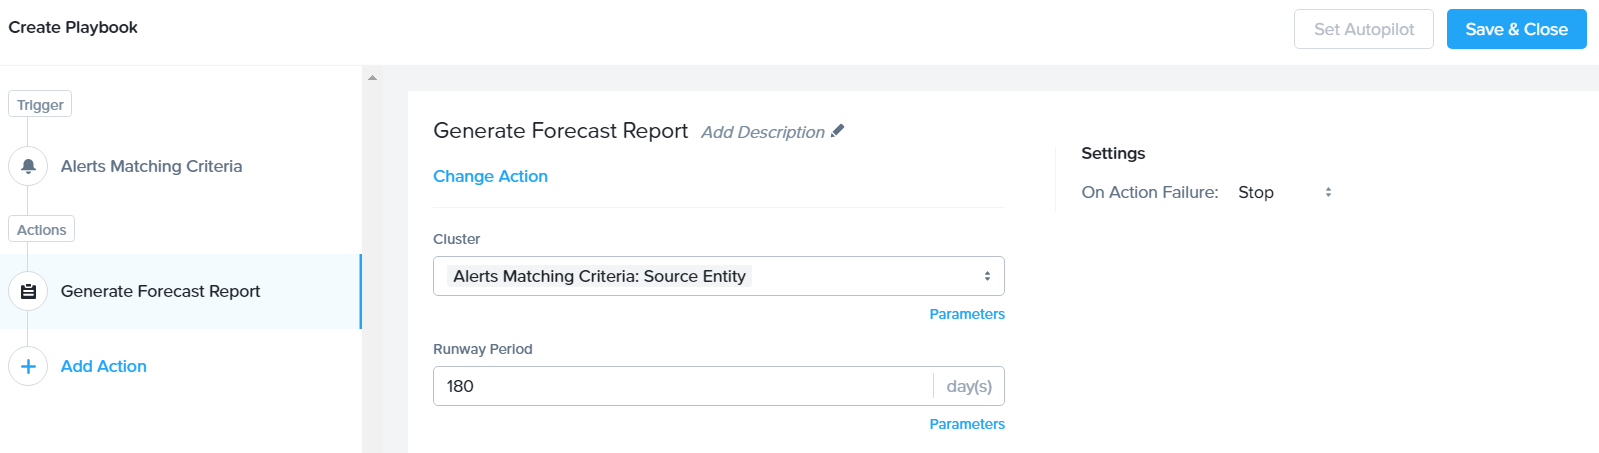 Create Playbook
Set Autopilot
Save & Close
Trigger
Alerts Matching Criteria
Actions
Generate Forecast Report
Add Action
Generate Forecast Report Add Description
Change Action
Cluster
Alerts Matching Criteria: Source Entity
Parameters
Runway Period
180 day(s)
Parameters
Settings
On Action Failure: Stop